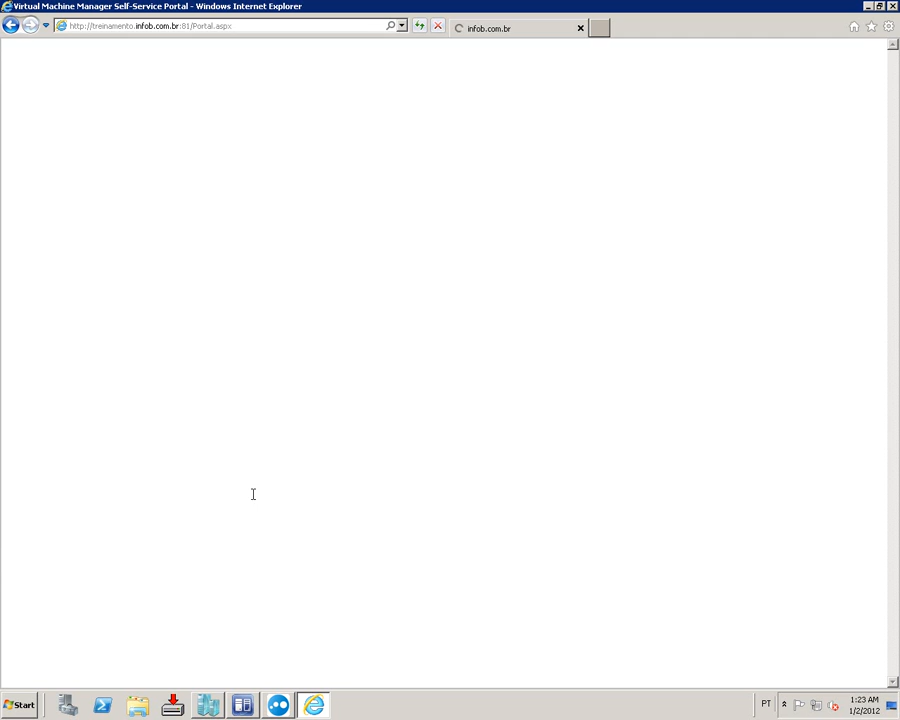 Virtual Machine Manager Self-Service Portal - Windows Internet Explorer
http://treinamento.infob.com.br:81/Portal.aspx
infob.com.br
Start
PT
1:23 AM
1/2/2012